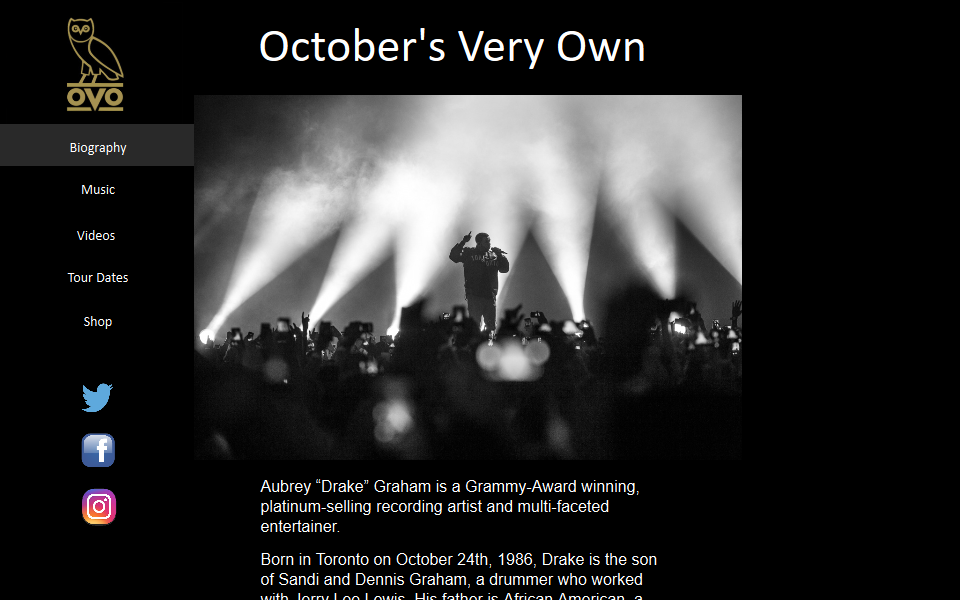 October's Very Own
OVO
Biography
Music
Videos
Tour Dates
Shop
Aubrey “Drake” Graham is a Grammy-Award winning,
platinum-selling recording artist and multi-faceted
entertainer.
Born in Toronto on October 24th, 1986, Drake is the son
of Sandi and Dennis Graham, a drummer who worked
with Jerry Lee Lewis. His father is African American, a